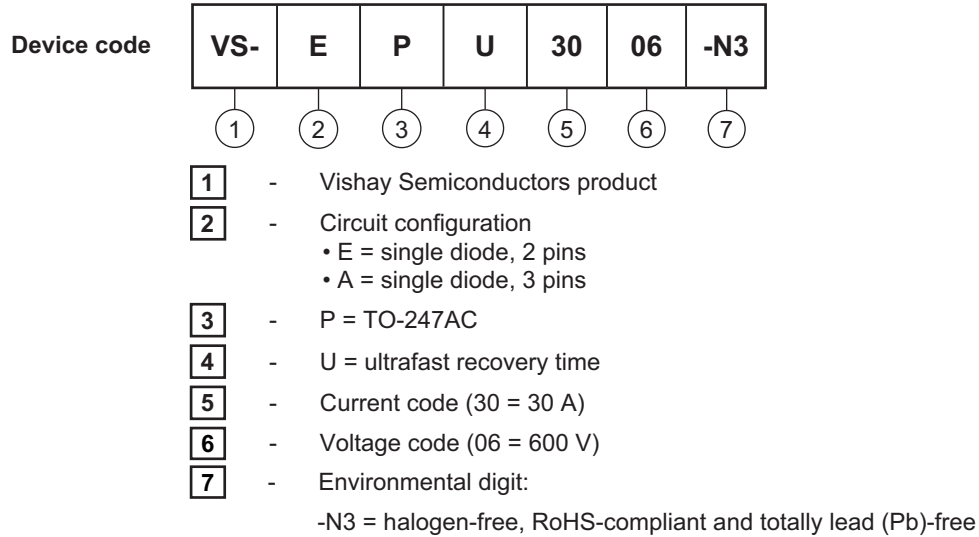 Device code VS- E P U 30 06 -N3
1 2 3 4 5 6 7
1 - Vishay Semiconductors product
2 - Circuit configuration
• E = single diode, 2 pins
• A = single diode, 3 pins
3 - P = TO-247AC
4 - U = ultrafast recovery time
5 - Current code (30 = 30 A)
6 - Voltage code (06 = 600 V)
7 - Environmental digit:
-N3 = halogen-free, RoHS-compliant and totally lead (Pb)-free